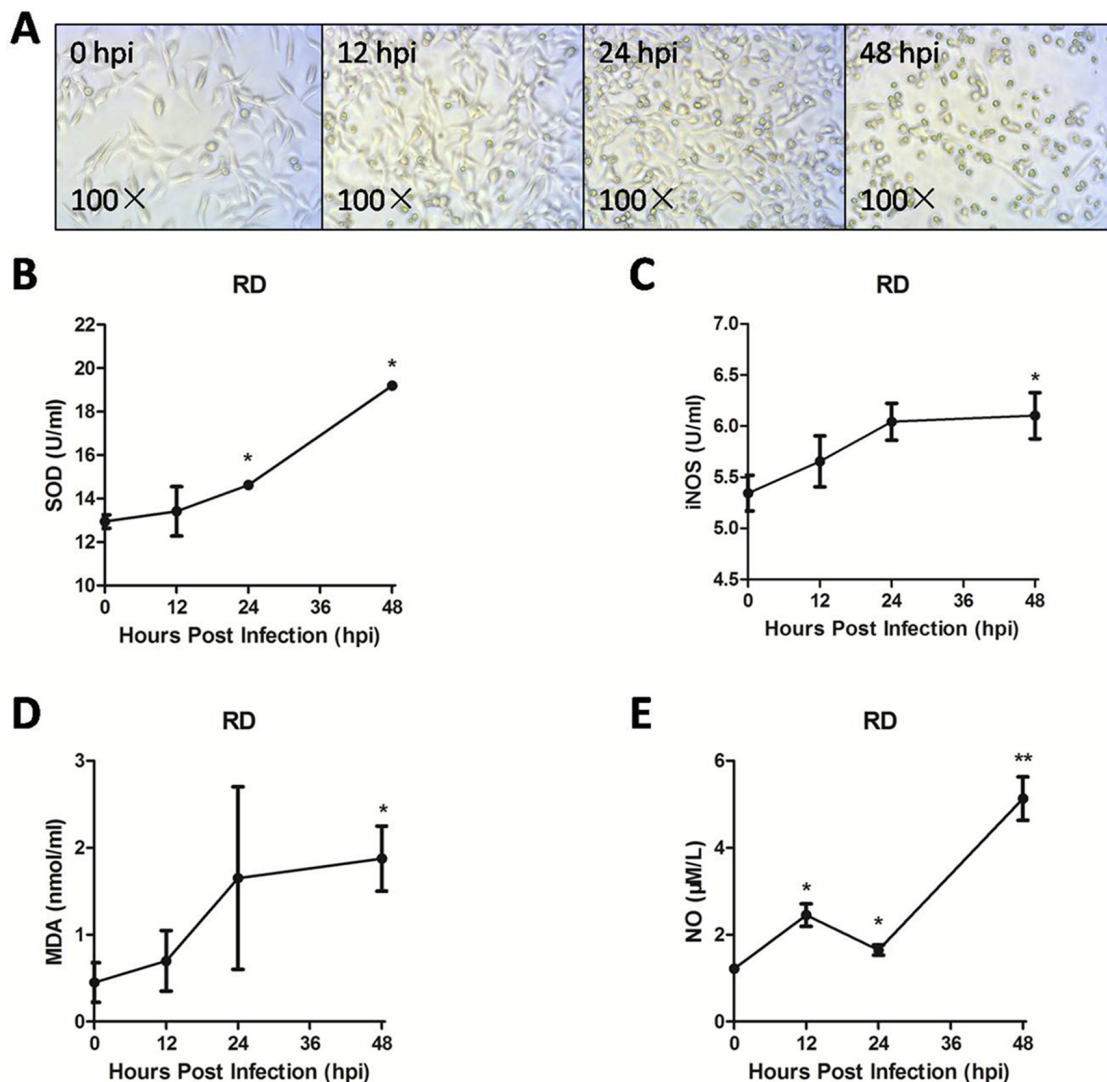 A
0 hpi
12 hpi
24 hpi
48 hpi
100×
100×
100×
100×
B
RD
SOD (U/ml)
22
20
18
16
14
12
10
*
*
0 12 24 36 48
Hours Post Infection (hpi)
C
RD
iNOS (U/ml)
7.0
6.5
6.0
5.5
5.0
4.5
*
0 12 24 36 48
Hours Post Infection (hpi)
D
RD
MDA (nmol/ml)
3
2
1
0
*
0 12 24 36 48
Hours Post Infection (hpi)
E
RD
NO (µM/L)
6
4
2
0
*
*
**
0 12 24 36 48
Hours Post Infection (hpi)